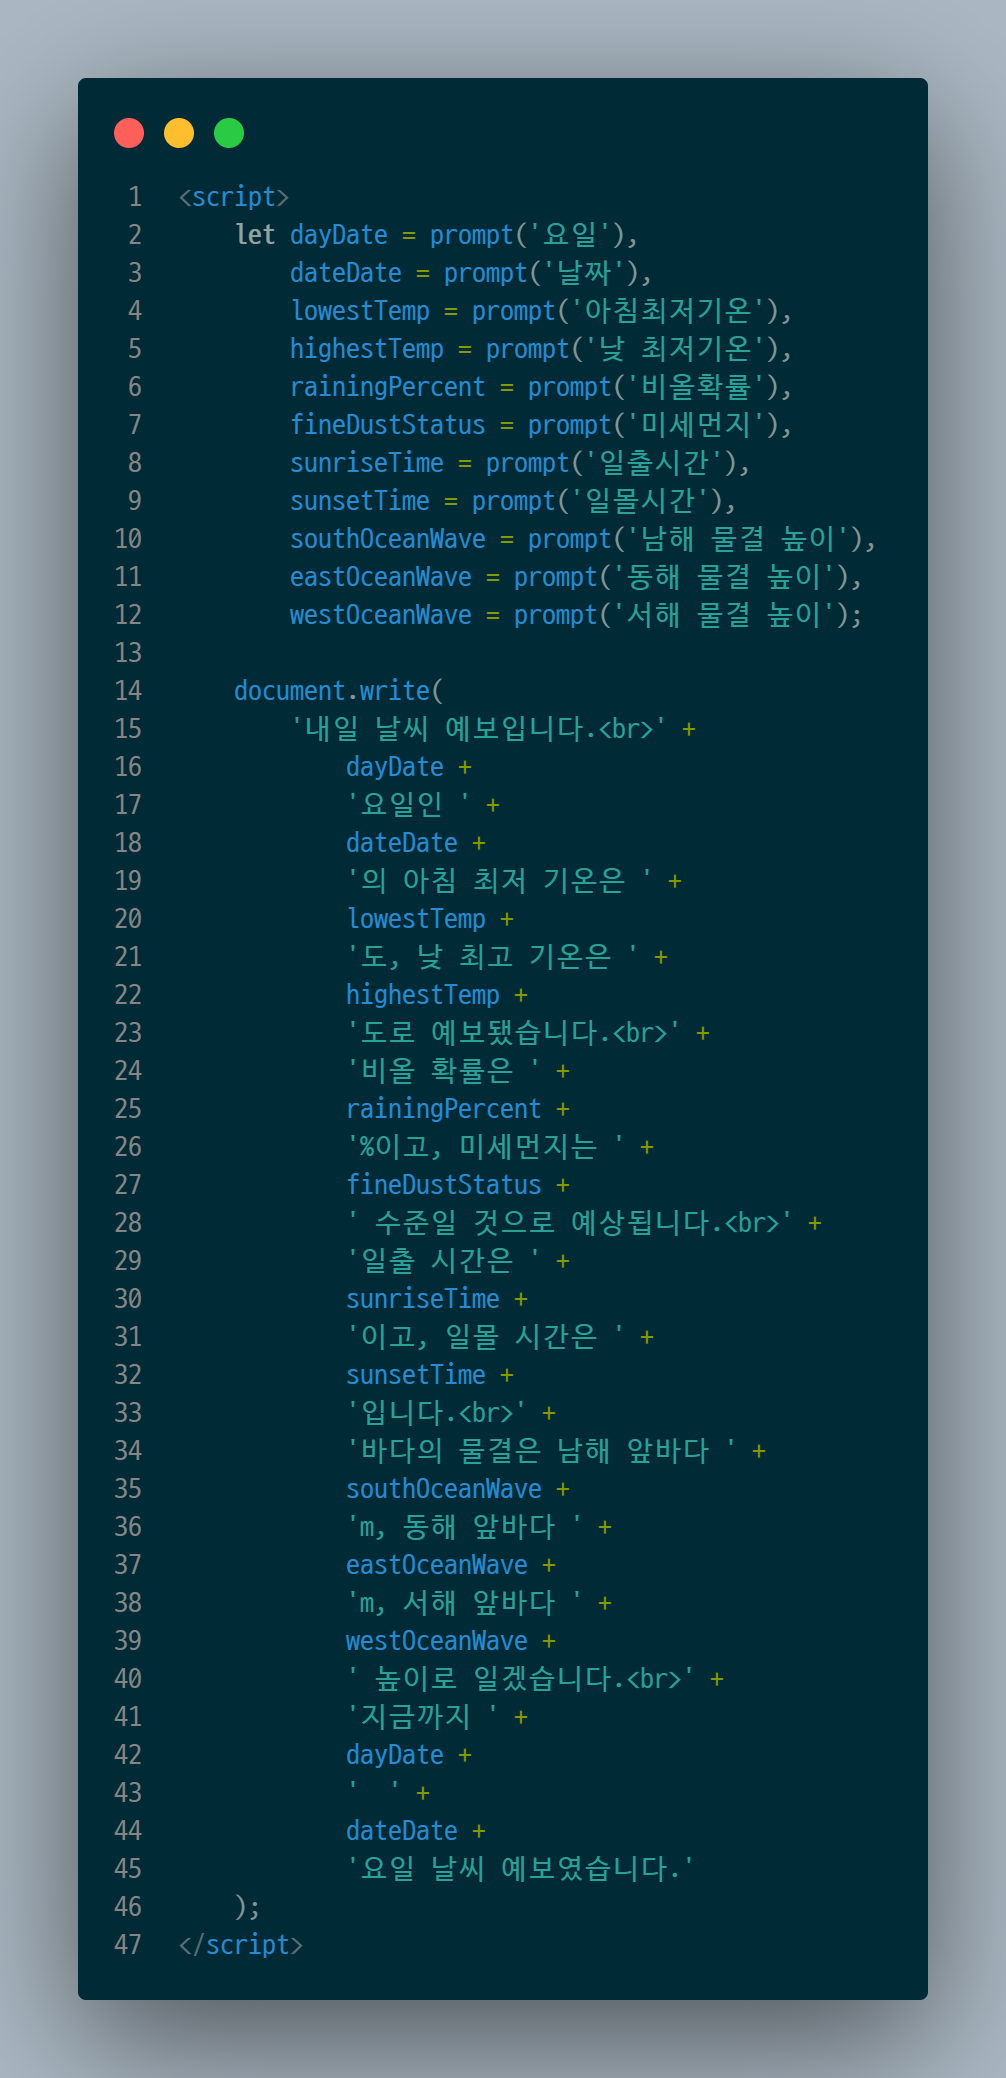 1 <script>
2 let dayDate = prompt('요일'),
3 dateDate = prompt('날짜'),
4 lowestTemp = prompt('아침최저기온'),
5 highestTemp = prompt('낮 최저기온'),
6 rainingPercent = prompt('비올확률'),
7 fineDustStatus = prompt('미세먼지'),
8 sunriseTime = prompt('일출시간'),
9 sunsetTime = prompt('일몰시간'),
10 southOceanWave = prompt('남해 물결 높이'),
11 eastOceanWave = prompt('동해 물결 높이'),
12 westOceanWave = prompt('서해 물결 높이');
13
14 document.write(
15 '내일 날씨 예보입니다.<br>' +
16 dayDate +
17 '요일인 ' +
18 dateDate +
19 '의 아침 최저 기온은 ' +
20 lowestTemp +
21 '도, 낮 최고 기온은 ' +
22 highestTemp +
23 '도로 예보됐습니다.<br>' +
24 '비올 확률은 ' +
25 rainingPercent +
26 '%이고, 미세먼지는 ' +
27 fineDustStatus +
28 ' 수준일 것으로 예상됩니다.<br>' +
29 '일출 시간은 ' +
30 sunriseTime +
31 '이고, 일몰 시간은 ' +
32 sunsetTime +
33 '입니다.<br>' +
34 '바다의 물결은 남해 앞바다 ' +
35 southOceanWave +
36 'm, 동해 앞바다 ' +
37 eastOceanWave +
38 'm, 서해 앞바다 ' +
39 westOceanWave +
40 ' 높이로 일겠습니다.<br>' +
41 '지금까지 ' +
42 dayDate +
43 '  ' +
44 dateDate +
45 '요일 날씨 예보였습니다.'
46 );
47 </script>